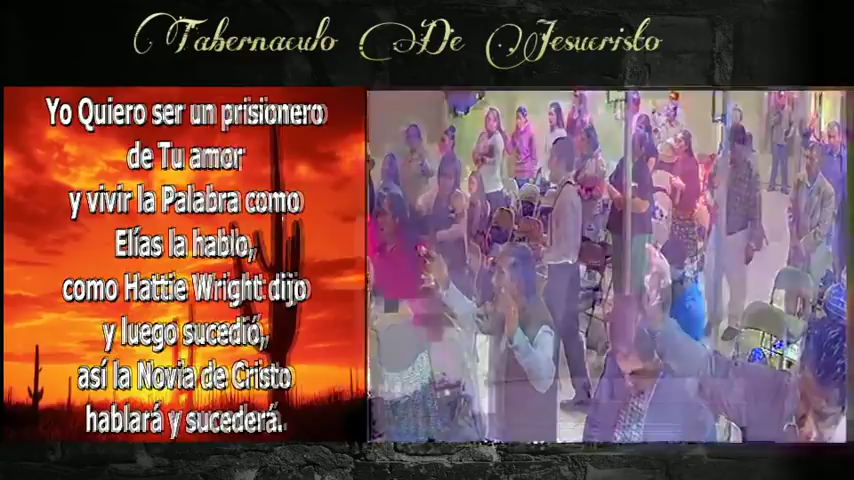 Tabernaculo De Jesucristo
Yo Quiero ser un prisionero
de Tu amor
y vivir la Palabra como
Elías la hablo,
como Hattie Wright dijo
y luego sucedió,
así la Novia de Cristo
hablará y sucederá.